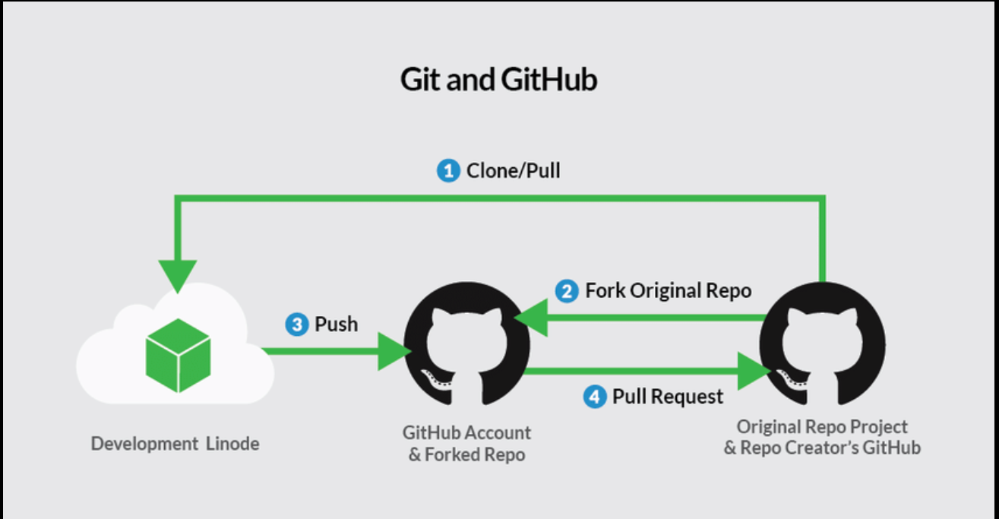 Git and GitHub
1 Clone/Pull
2 Fork Original Repo
3 Push
4 Pull Request
Development Linode
GitHub Account
& Forked Repo
Original Repo Project
& Repo Creator's GitHub